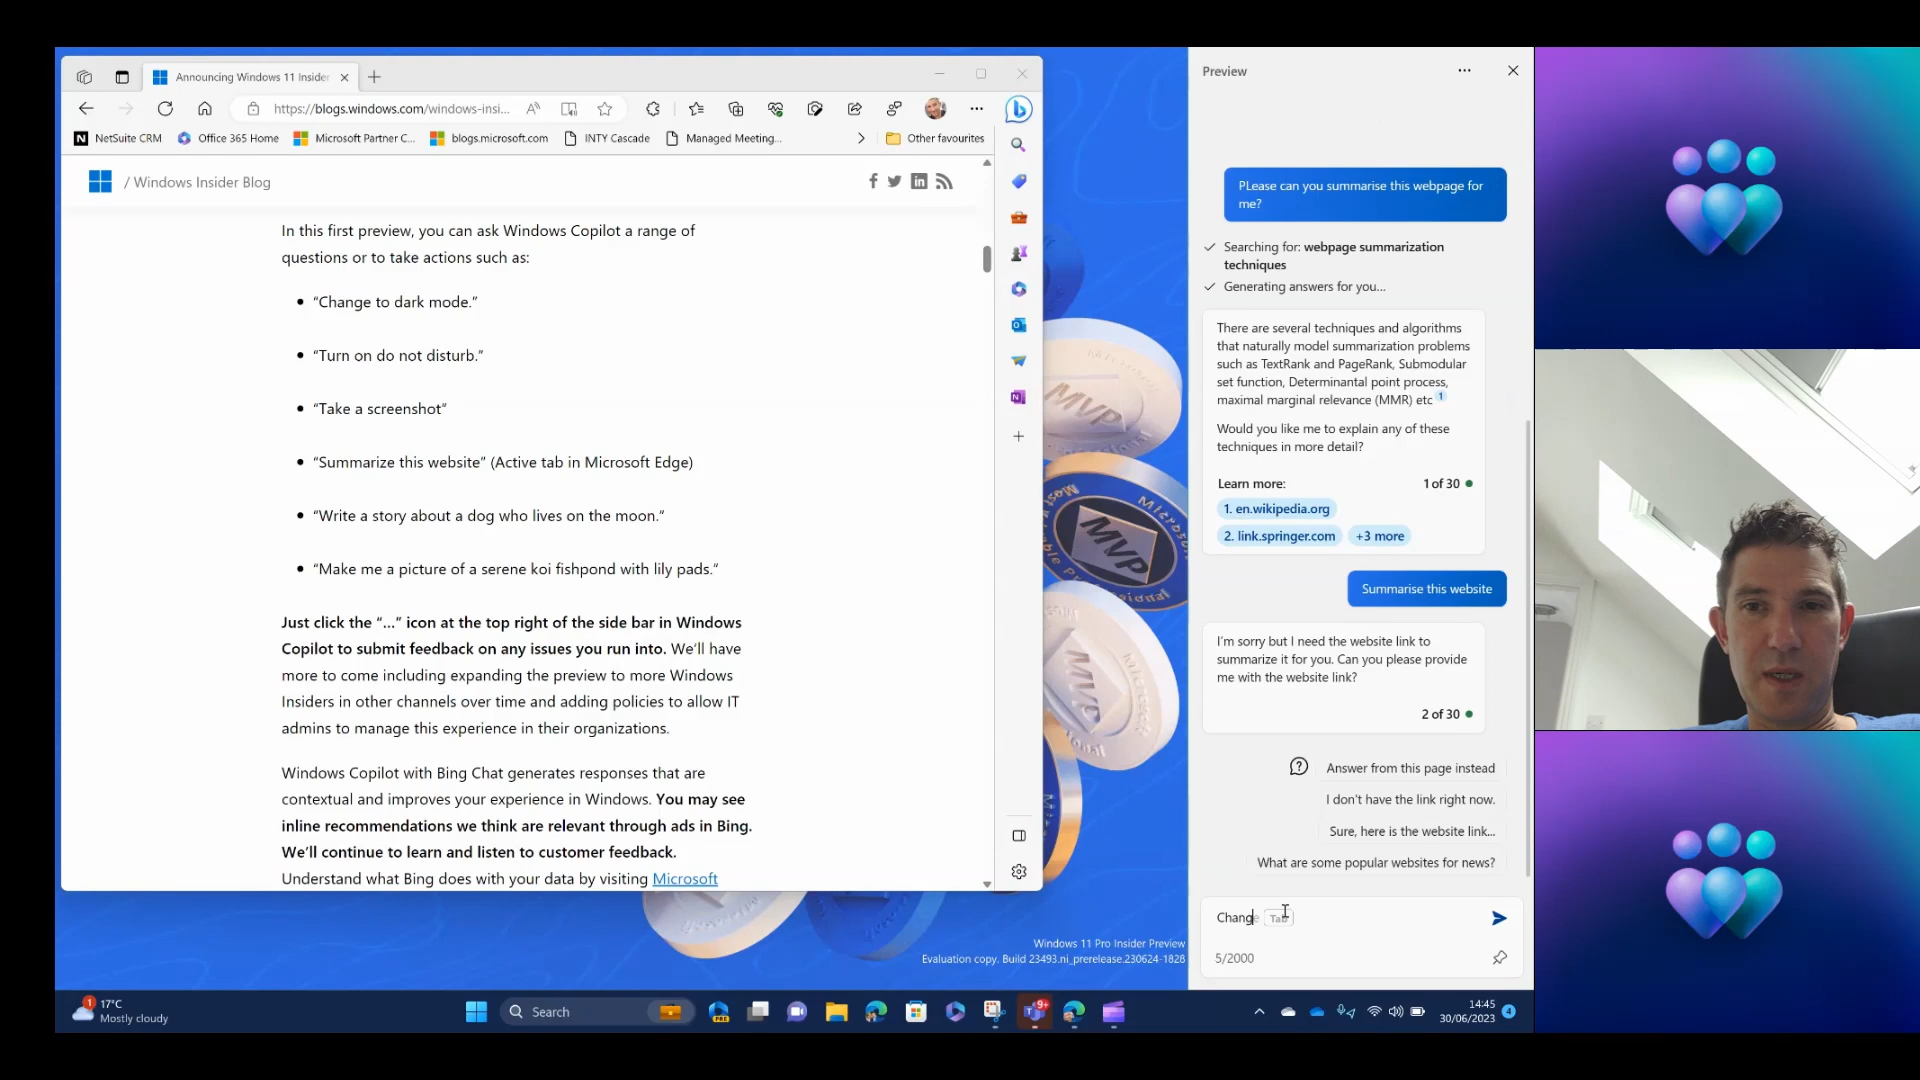 Announcing Windows 11 Insider
https://blogs.windows.com/windows-insi...
NetSuite CRM
Office 365 Home
Microsoft Partner C...
blogs.microsoft.com
INTY Cascade
Managed Meeting...
Other favourites
/ Windows Insider Blog
In this first preview, you can ask Windows Copilot a range of
questions or to take actions such as:
“Change to dark mode.”
“Turn on do not disturb.”
“Take a screenshot”
“Summarize this website” (Active tab in Microsoft Edge)
“Write a story about a dog who lives on the moon.”
“Make me a picture of a serene koi fishpond with lily pads.”
Just click the “...” icon at the top right of the side bar in Windows
Copilot to submit feedback on any issues you run into. We’ll have
more to come including expanding the preview to more Windows
Insiders in other channels over time and adding policies to allow IT
admins to manage this experience in their organizations.
Windows Copilot with Bing Chat generates responses that are
contextual and improves your experience in Windows. You may see
inline recommendations we think are relevant through ads in Bing.
We’ll continue to learn and listen to customer feedback.
Understand what Bing does with your data by visiting Microsoft
MVP
MVP
MVP
Windows 11 Pro Insider Preview
Evaluation copy. Build 23493.ni_prerelease.230624-1828
Preview
PLease can you summarise this webpage for
me?
Searching for: webpage summarization
techniques
Generating answers for you...
There are several techniques and algorithms
that naturally model summarization problems
such as TextRank and PageRank, Submodular
set function, Determinantal point process,
maximal marginal relevance (MMR) etc 1
Would you like me to explain any of these
techniques in more detail?
Learn more:
1 of 30
1. en.wikipedia.org
2. link.springer.com
+3 more
Summarise this website
I’m sorry but I need the website link to
summarize it for you. Can you please provide
me with the website link?
2 of 30
Answer from this page instead
I don't have the link right now.
Sure, here is the website link...
What are some popular websites for news?
Change Tab
5/2000
1
17°C
Mostly cloudy
Search
PRE
9+
14:45
30/06/2023
4